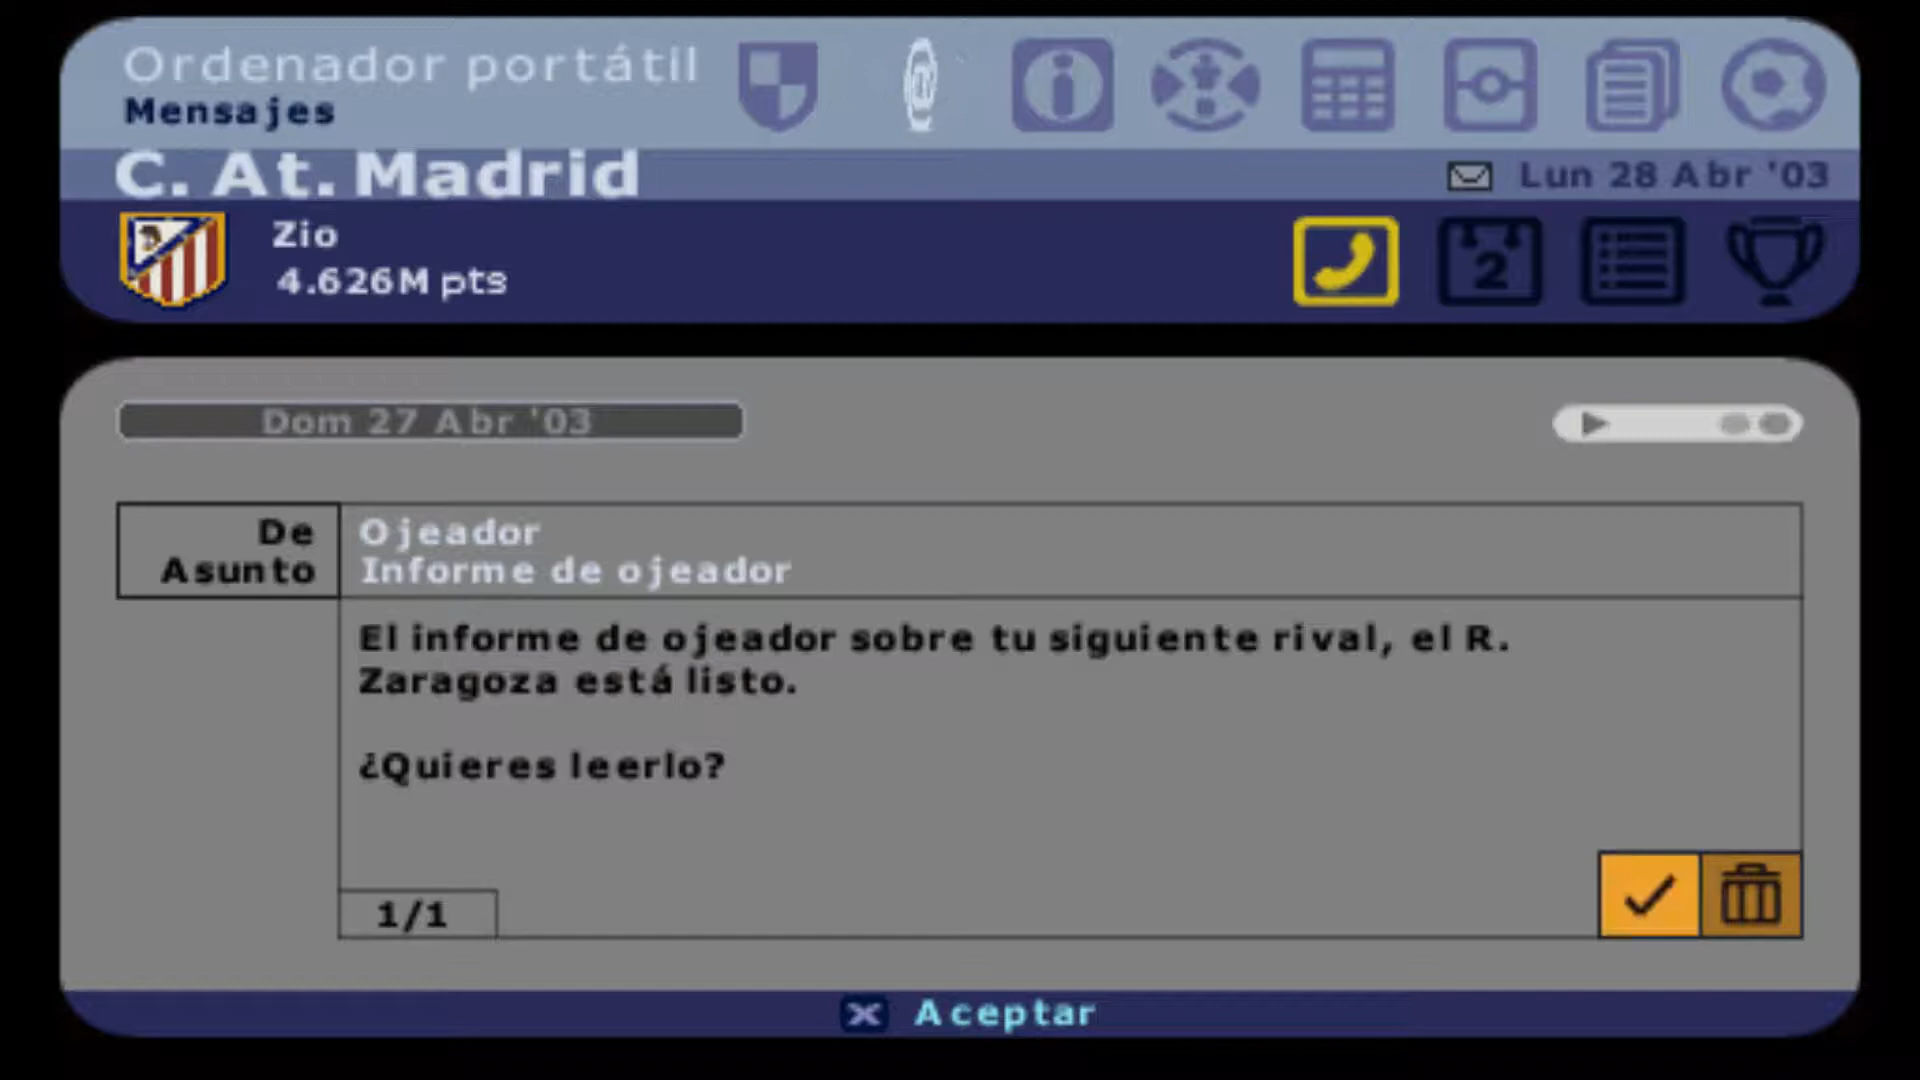 Ordenador portátil
Mensajes
C. At. Madrid
Lun 28 Abr '03
Zio
4.626M pts
2
Dom 27 Abr '03
De
Ojeador
Asunto
Informe de ojeador
El informe de ojeador sobre tu siguiente rival, el R.
Zaragoza está listo.
¿Quieres leerlo?
1/1
Aceptar